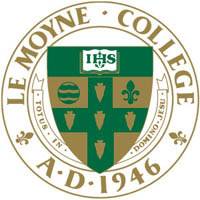 LE MOYNE · COLLEGE
IHS
· TOTUS · IN · DOMINO · JESU ·
A · D · 1946